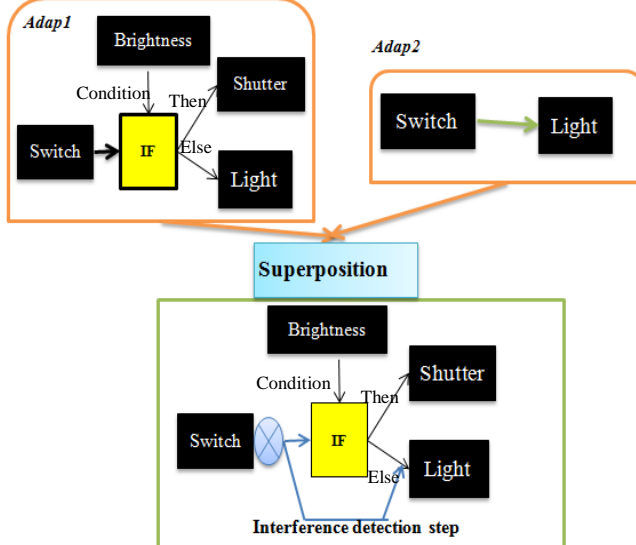 Adap1
Brightness
Condition
Then
Shutter
Switch
IF
Else
Light
Adap2
Switch
Light
Superposition
Brightness
Condition
Then
Shutter
Switch
IF
Else
Light
Interference detection step